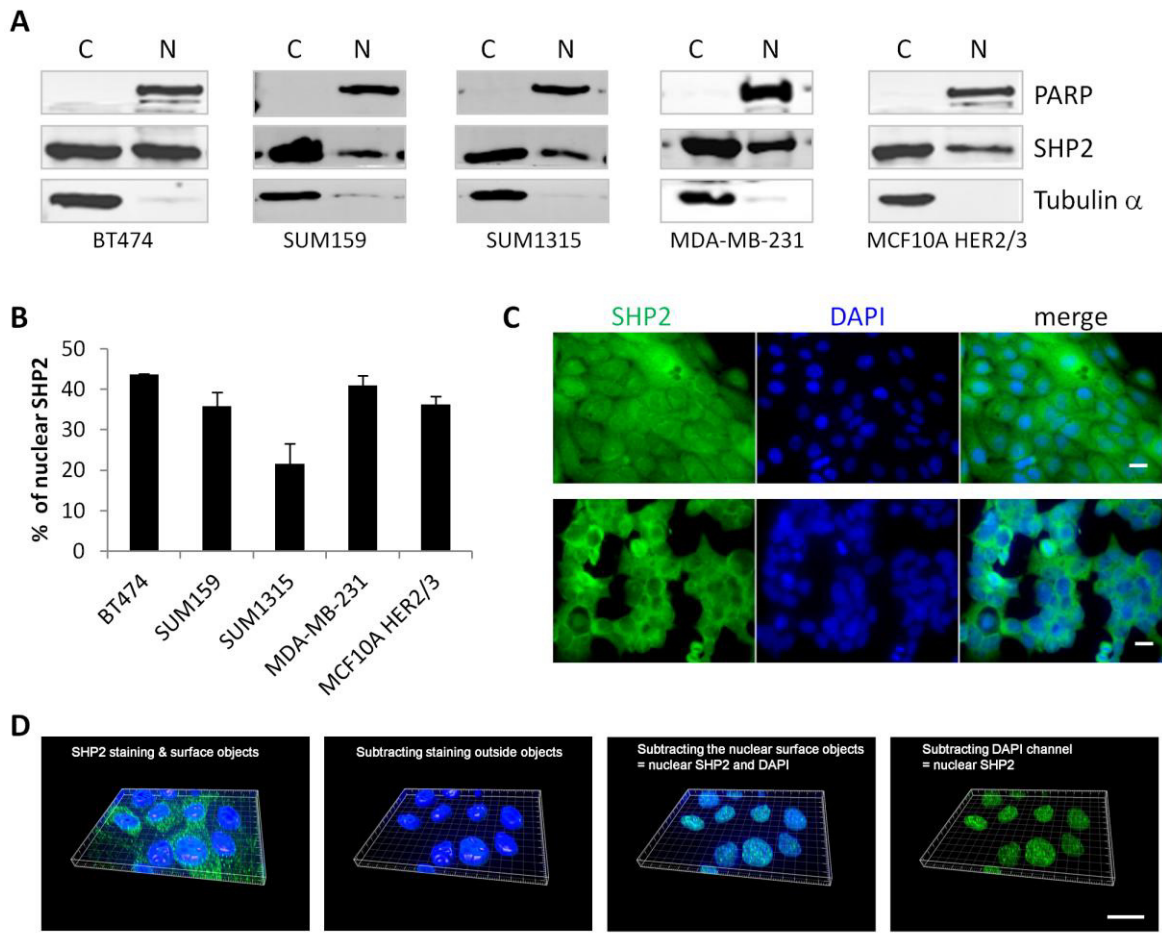 A
C N C N C N C N C N
PARP
SHP2
Tubulin α
BT474 SUM159 SUM1315 MDA-MB-231 MCF10A HER2/3
B
% of nuclear SHP2
50
40
30
20
10
0
BT474
SUM159
SUM1315
MDA-MB-231
MCF10A HER2/3
C
SHP2 DAPI merge
D
SHP2 staining & surface objects
Subtracting staining outside objects
Subtracting the nuclear surface objects
= nuclear SHP2 and DAPI
Subtracting DAPI channel
= nuclear SHP2